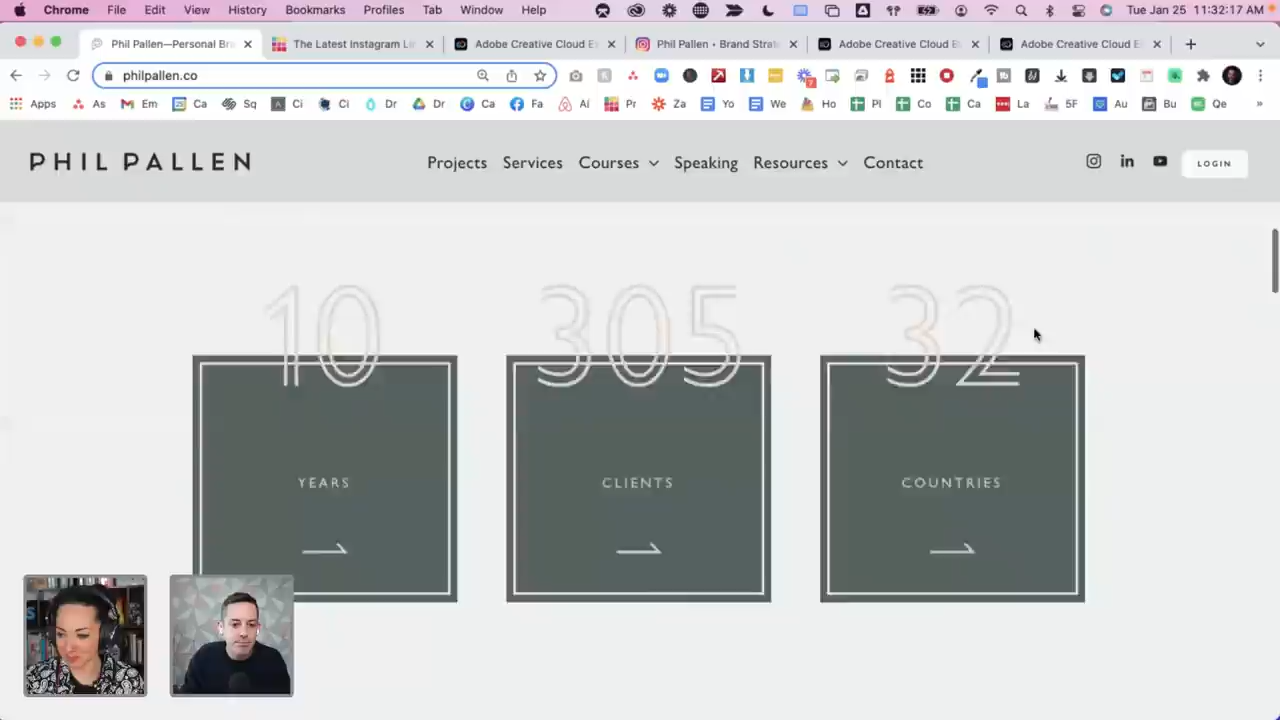 Chrome File Edit View History Bookmarks Profiles Tab Window Help Tue Jan 25 11:32:17 AM
Phil Pallen—Personal Bra The Latest Instagram Li Adobe Creative Cloud E Phil Pallen • Brand Strate Adobe Creative Cloud E Adobe Creative Cloud E
philpallen.co
Apps As Em Ca Sq Ci Ci Dr Dr Ca Fa Ai Pr Za Yo We Ho Pl Co Ca La 5F Au Bu Qe »
PHIL PALLEN Projects Services Courses Speaking Resources Contact LOGIN
10 305 32
YEARS CLIENTS COUNTRIES